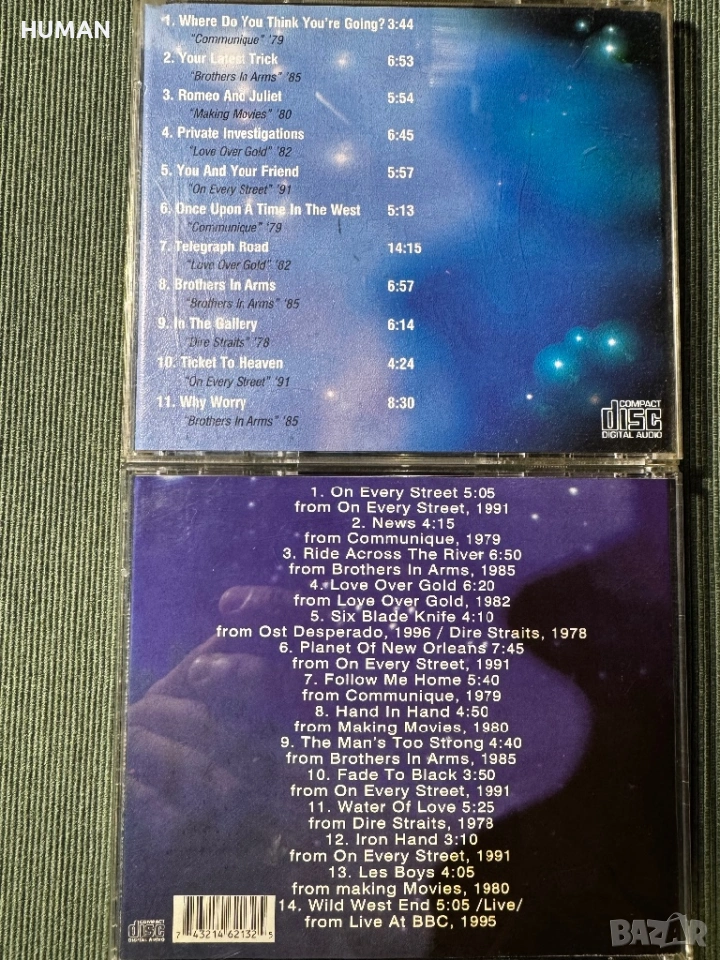 HUMAN
1. Where Do You Think You're Going? 3:44
"Communique" '79
2. Your Latest Trick 6:53
"Brothers In Arms" '85
3. Romeo And Juliet 5:54
"Making Movies" '80
4. Private Investigations 6:45
"Love Over Gold" '82
5. You And Your Friend 5:57
"On Every Street" '91
6. Once Upon A Time In The West 5:13
"Communique" '79
7. Telegraph Road 14:15
"Love Over Gold" '82
8. Brothers In Arms 6:57
"Brothers In Arms" '85
9. In The Gallery 6:14
"Dire Straits" '78
10. Ticket To Heaven 4:24
"On Every Street" '91
11. Why Worry 8:30
"Brothers In Arms" '85
COMPACT
disc
DIGITAL AUDIO
1. On Every Street 5:05
from On Every Street, 1991
2. News 4:15
from Communique, 1979
3. Ride Across The River 6:50
from Brothers In Arms, 1985
4. Love Over Gold 6:20
from Love Over Gold, 1982
5. Six Blade Knife 4:10
from Ost Desperado, 1996 / Dire Straits, 1978
6. Planet Of New Orleans 7:45
from On Every Street, 1991
7. Follow Me Home 5:40
from Communique, 1979
8. Hand In Hand 4:50
from Making Movies, 1980
9. The Man's Too Strong 4:40
from Brothers In Arms, 1985
10. Fade To Black 3:50
from On Every Street, 1991
11. Water Of Love 5:25
from Dire Straits, 1978
12. Iron Hand 3:10
from On Every Street, 1991
13. Les Boys 4:05
from making Movies, 1980
14. Wild West End 5:05 /Live/
from Live At BBC, 1995
COMPACT
disc
DIGITAL AUDIO
7 43214 62132 5
BAZAR